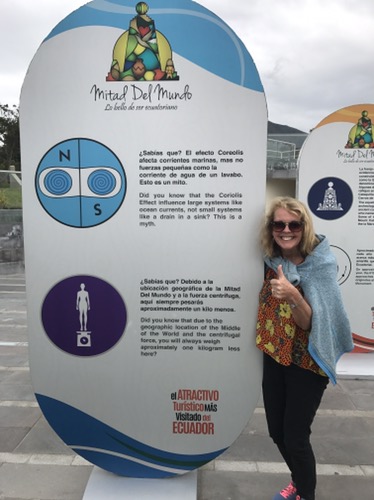 Mitad Del Mundo
Lo bello de ser ecuatoriano
¿Sabías que? El efecto Coreolis
afecta corrientes marinas, mas no
fuerzas pequeñas como la
corriente de agua de un lavabo.
Esto es un mito.
Did you know that the Coriolis
Effect influence large systems like
ocean currents, not small systems
like a drain in a sink? This is a
myth.
N
S
¿Sabías que? Debido a la
ubicación geográfica de la Mitad
Del Mundo y a la fuerza centrífuga,
aquí siempre pesarás
aproximadamente un kilo menos.
Did you know that due to the
geographic location of the Middle
of the World and the centrifugal
force, you will always weigh
aproximately one kilogram less
here?
el ATRACTIVO
Turístico MÁS
Visitado del
ECUADOR
Mitad Del Mundo